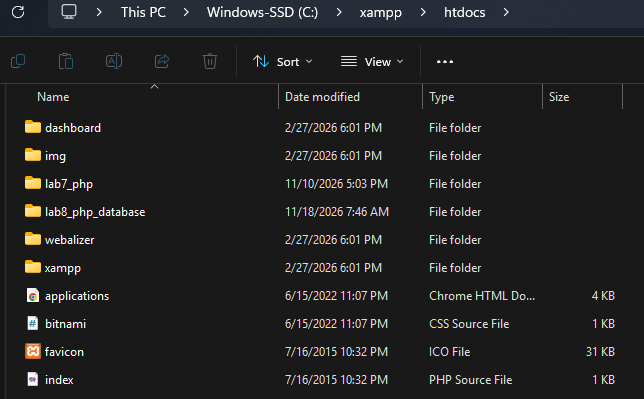 This PC > Windows-SSD (C:) > xampp > htdocs >
Sort View ...
Name Date modified Type Size
dashboard 2/27/2026 6:01 PM File folder
img 2/27/2026 6:01 PM File folder
lab7_php 11/10/2026 5:03 PM File folder
lab8_php_database 11/18/2026 7:46 AM File folder
webalizer 2/27/2026 6:01 PM File folder
xampp 2/27/2026 6:01 PM File folder
applications 6/15/2022 11:07 PM Chrome HTML Do... 4 KB
bitnami 6/15/2022 11:07 PM CSS Source File 1 KB
favicon 7/16/2015 10:32 PM ICO File 31 KB
index 7/16/2015 10:32 PM PHP Source File 1 KB